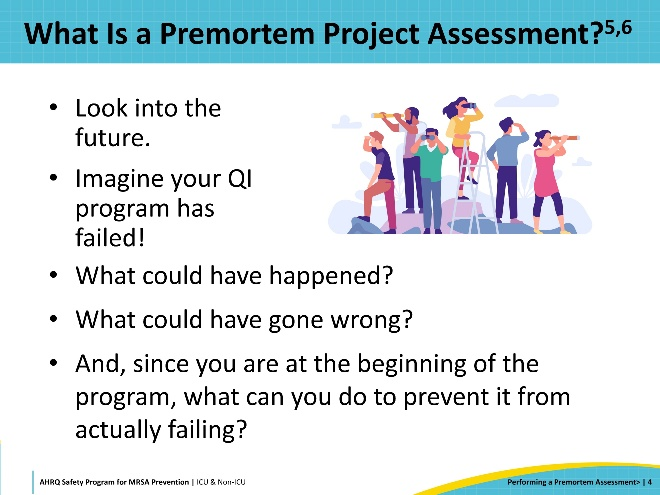 What Is a Premortem Project Assessment?5,6
• Look into the
future.
• Imagine your QI
program has
failed!
• What could have happened?
• What could have gone wrong?
• And, since you are at the beginning of the
program, what can you do to prevent it from
actually failing?
AHRQ Safety Program for MRSA Prevention | ICU & Non-ICU
Performing a Premortem Assessment> | 4